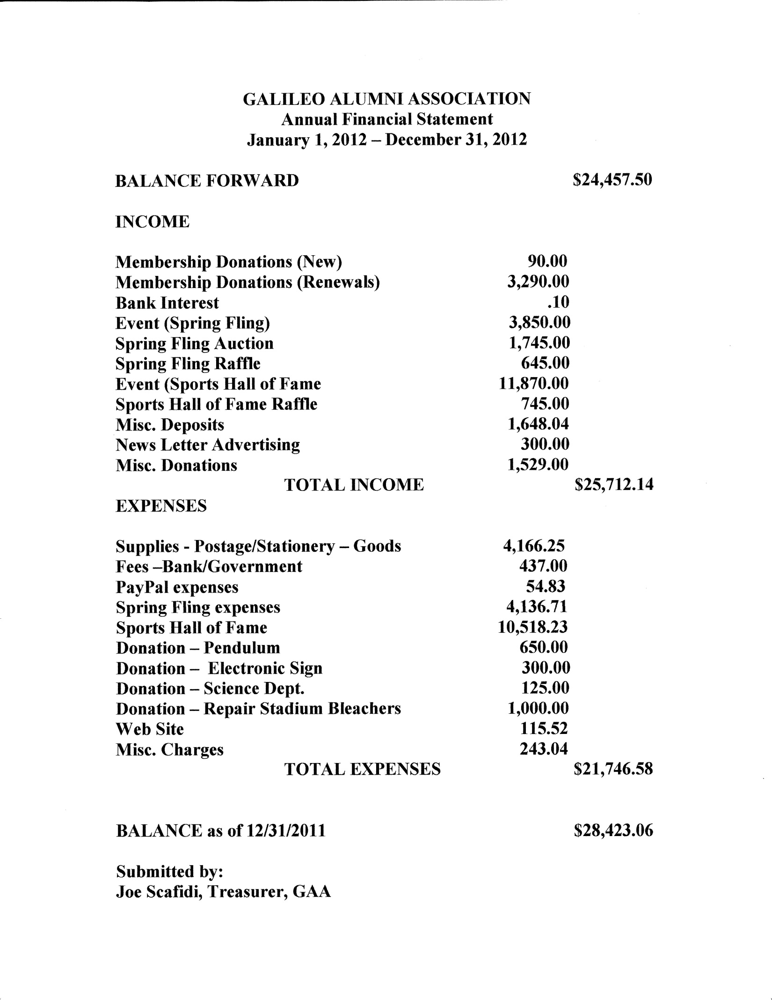 GALILEO ALUMNI ASSOCIATION
Annual Financial Statement
January 1, 2012 – December 31, 2012
BALANCE FORWARD $24,457.50
INCOME
Membership Donations (New) 90.00
Membership Donations (Renewals) 3,290.00
Bank Interest .10
Event (Spring Fling) 3,850.00
Spring Fling Auction 1,745.00
Spring Fling Raffle 645.00
Event (Sports Hall of Fame 11,870.00
Sports Hall of Fame Raffle 745.00
Misc. Deposits 1,648.04
News Letter Advertising 300.00
Misc. Donations 1,529.00
TOTAL INCOME $25,712.14
EXPENSES
Supplies - Postage/Stationery – Goods 4,166.25
Fees –Bank/Government 437.00
PayPal expenses 54.83
Spring Fling expenses 4,136.71
Sports Hall of Fame 10,518.23
Donation – Pendulum 650.00
Donation – Electronic Sign 300.00
Donation – Science Dept. 125.00
Donation – Repair Stadium Bleachers 1,000.00
Web Site 115.52
Misc. Charges 243.04
TOTAL EXPENSES $21,746.58
BALANCE as of 12/31/2011 $28,423.06
Submitted by:
Joe Scafidi, Treasurer, GAA